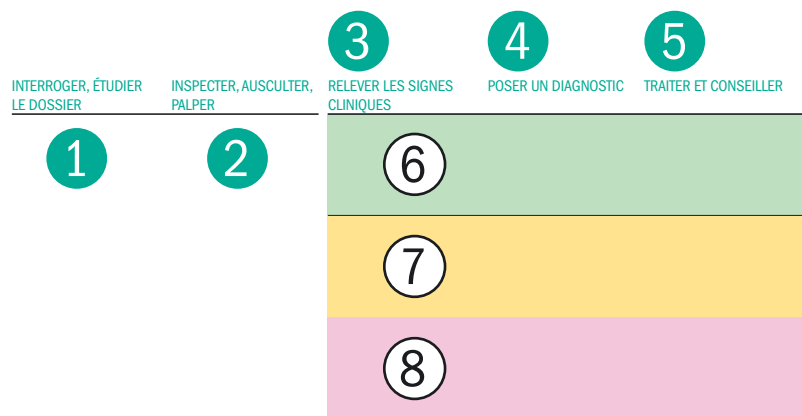 3
4
5
INTERROGER, ÉTUDIER
LE DOSSIER
INSPECTER, AUSCULTER,
PALPER
RELEVER LES SIGNES
CLINIQUES
POSER UN DIAGNOSTIC
TRAITER ET CONSEILLER
1
2
6
7
8